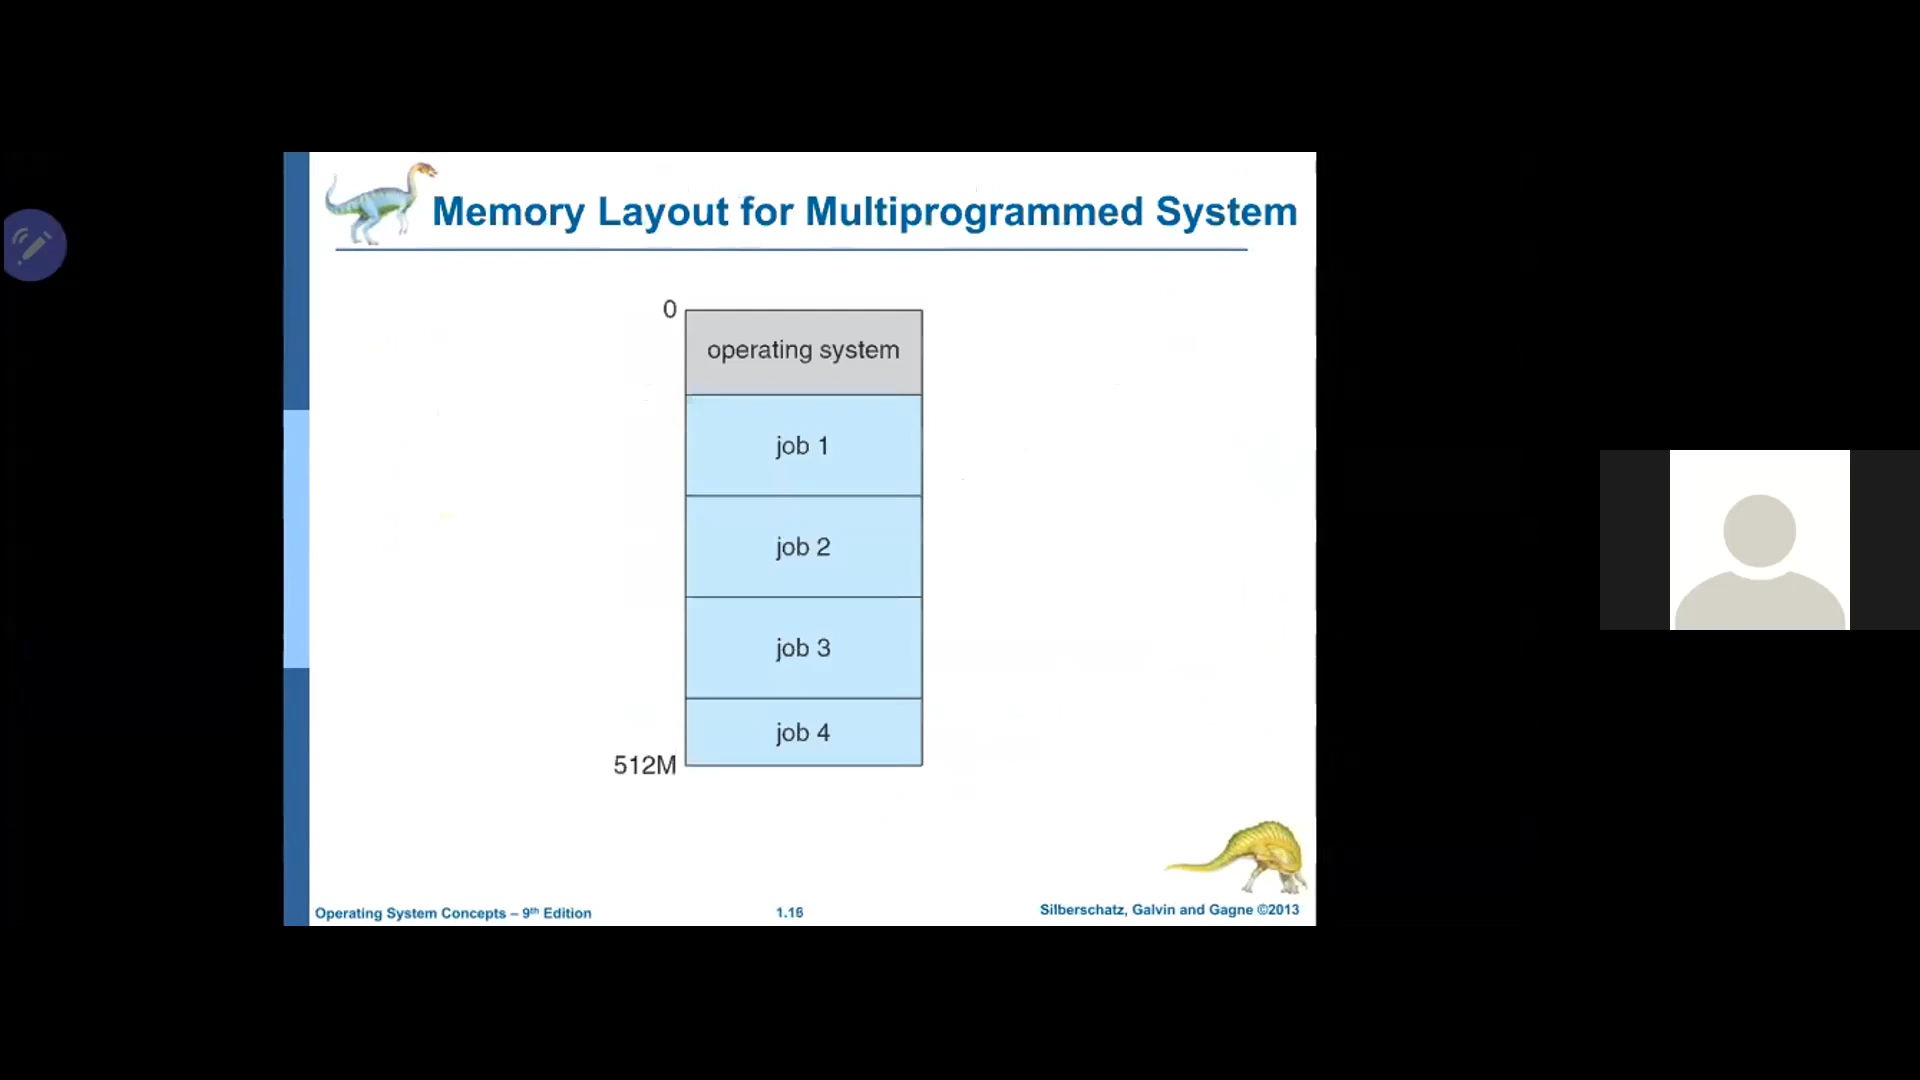 Memory Layout for Multiprogrammed System
0
operating system
job 1
job 2
job 3
job 4
512M
Operating System Concepts – 9th Edition
1.16
Silberschatz, Galvin and Gagne ©2013